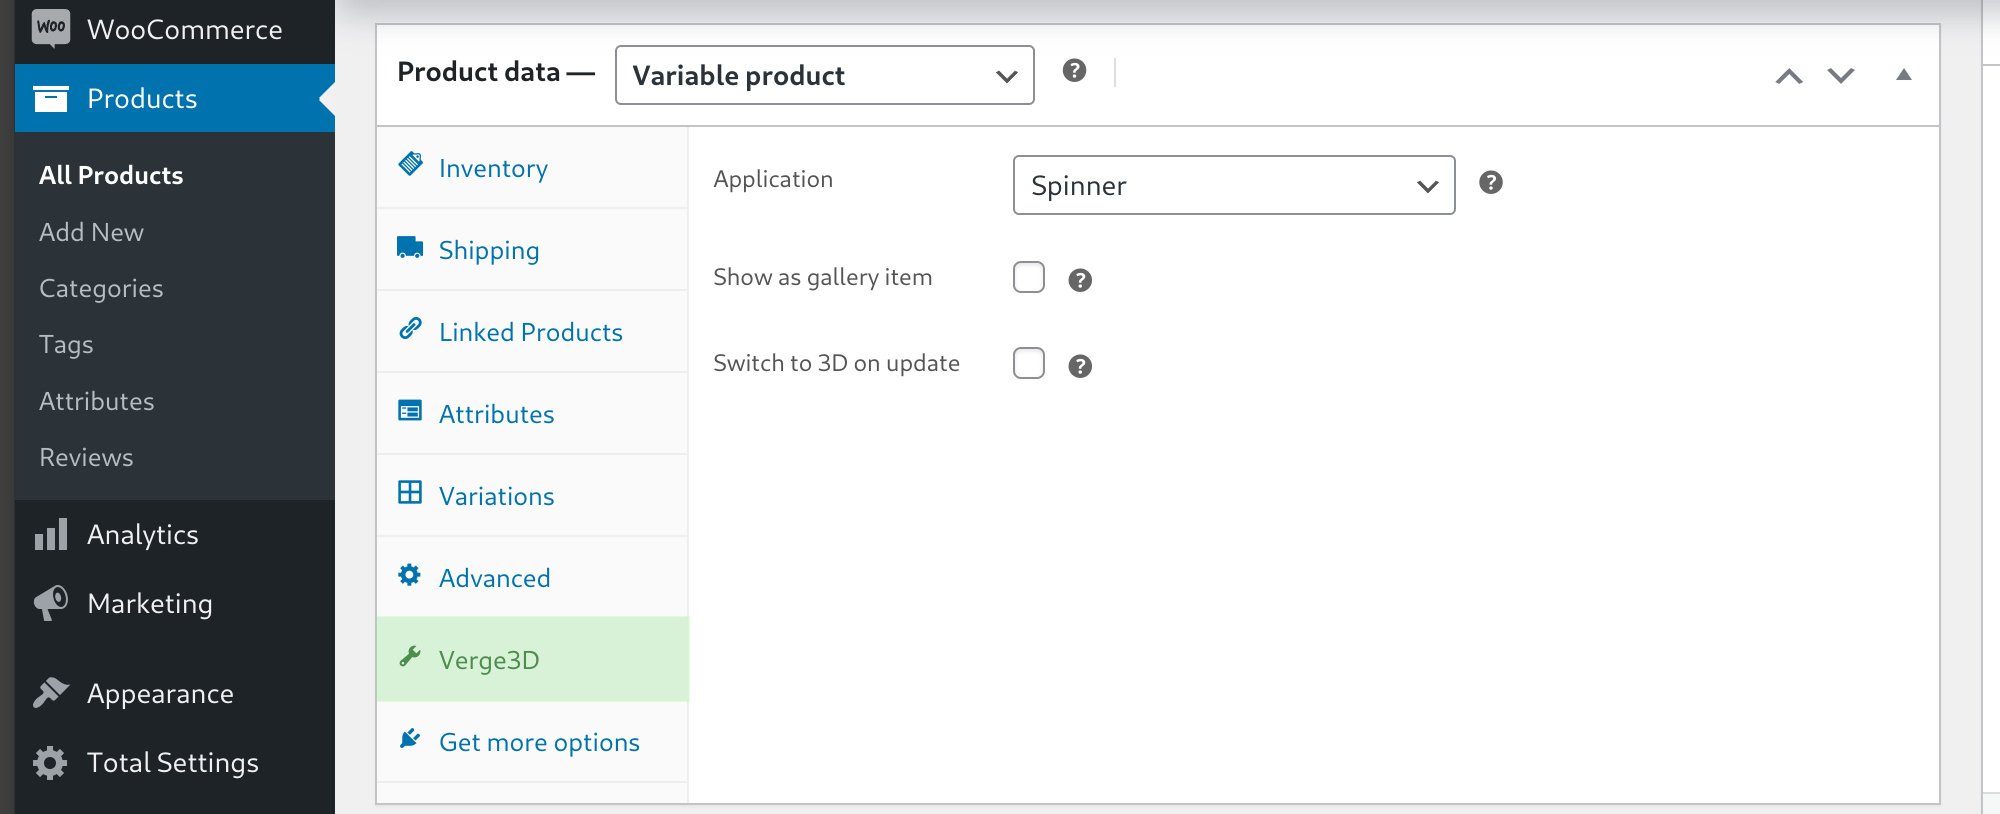 Woo WooCommerce
Products
All Products
Add New
Categories
Tags
Attributes
Reviews
Analytics
Marketing
Appearance
Total Settings
Product data — Variable product ?
Inventory
Shipping
Linked Products
Attributes
Variations
Advanced
Verge3D
Get more options
Application Spinner ?
Show as gallery item ?
Switch to 3D on update ?